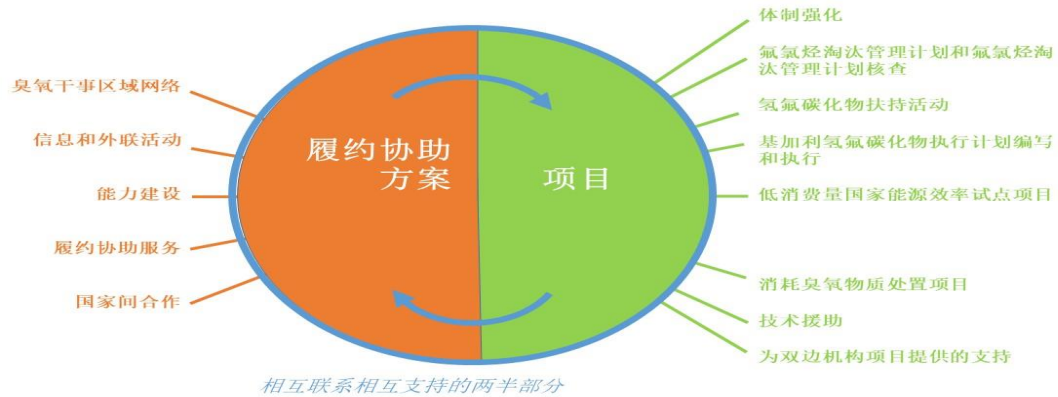 臭氧干事区域网络
信息和外联活动
能力建设
履约协助服务
国家间合作
履约协助
方案
项目
体制强化
氟氯烃淘汰管理计划和氟氯烃淘
汰管理计划核查
氢氟碳化物扶持活动
基加利氢氟碳化物执行计划编写
和执行
低消费量国家能源效率试点项目
消耗臭氧物质处置项目
技术援助
为双边机构项目提供的支持
相互联系相互支持的两半部分